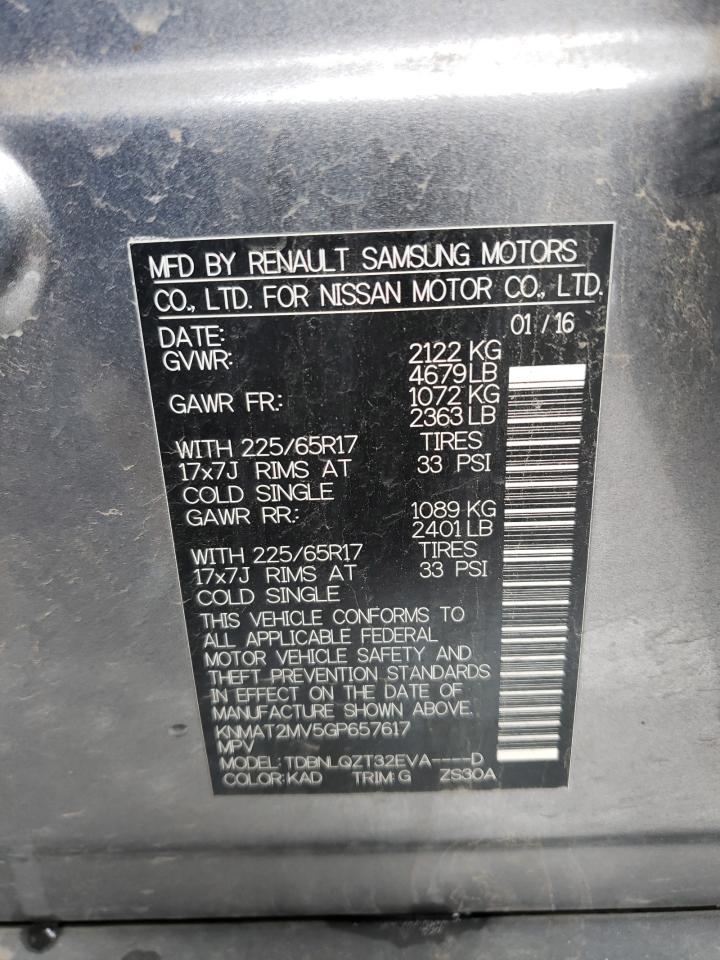 MFD BY RENAULT SAMSUNG MOTORS
CO., LTD. FOR NISSAN MOTOR CO., LTD.
DATE: 01 / 16
GVWR: 2122 KG
4679 LB
GAWR FR.: 1072 KG
2363 LB
WITH 225/65R17 TIRES
17x7J RIMS AT 33 PSI
COLD SINGLE
GAWR RR.: 1089 KG
2401 LB
WITH 225/65R17 TIRES
17x7J RIMS AT 33 PSI
COLD SINGLE
THIS VEHICLE CONFORMS TO
ALL APPLICABLE FEDERAL
MOTOR VEHICLE SAFETY AND
THEFT PREVENTION STANDARDS
IN EFFECT ON THE DATE OF
MANUFACTURE SHOWN ABOVE.
KNMAT2MV5GP657617
MPV
MODEL: TDBNLQZT32EVA----D
COLOR: KAD TRIM: G ZS30A